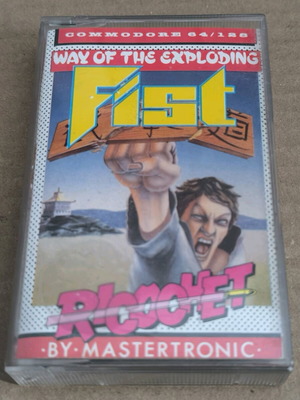 COMMODORE 64/128
WAY OF THE EXPLODING
Fist
RICOCHET
·BY·MASTERTRONIC·